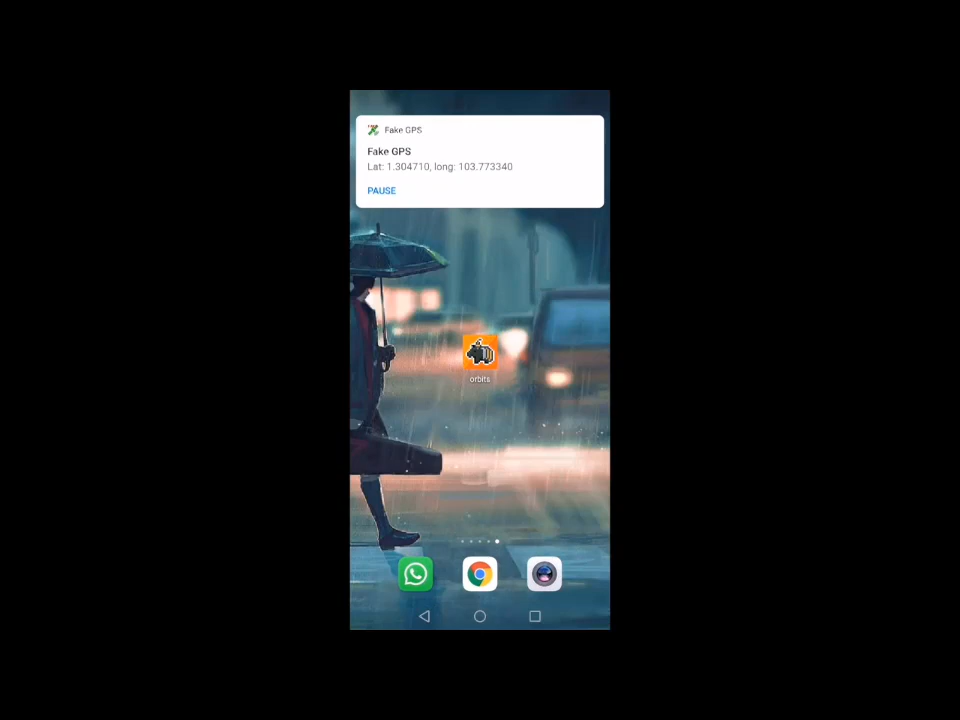 Fake GPS
Fake GPS
Lat: 1.304710, long: 103.773340
PAUSE
orbits